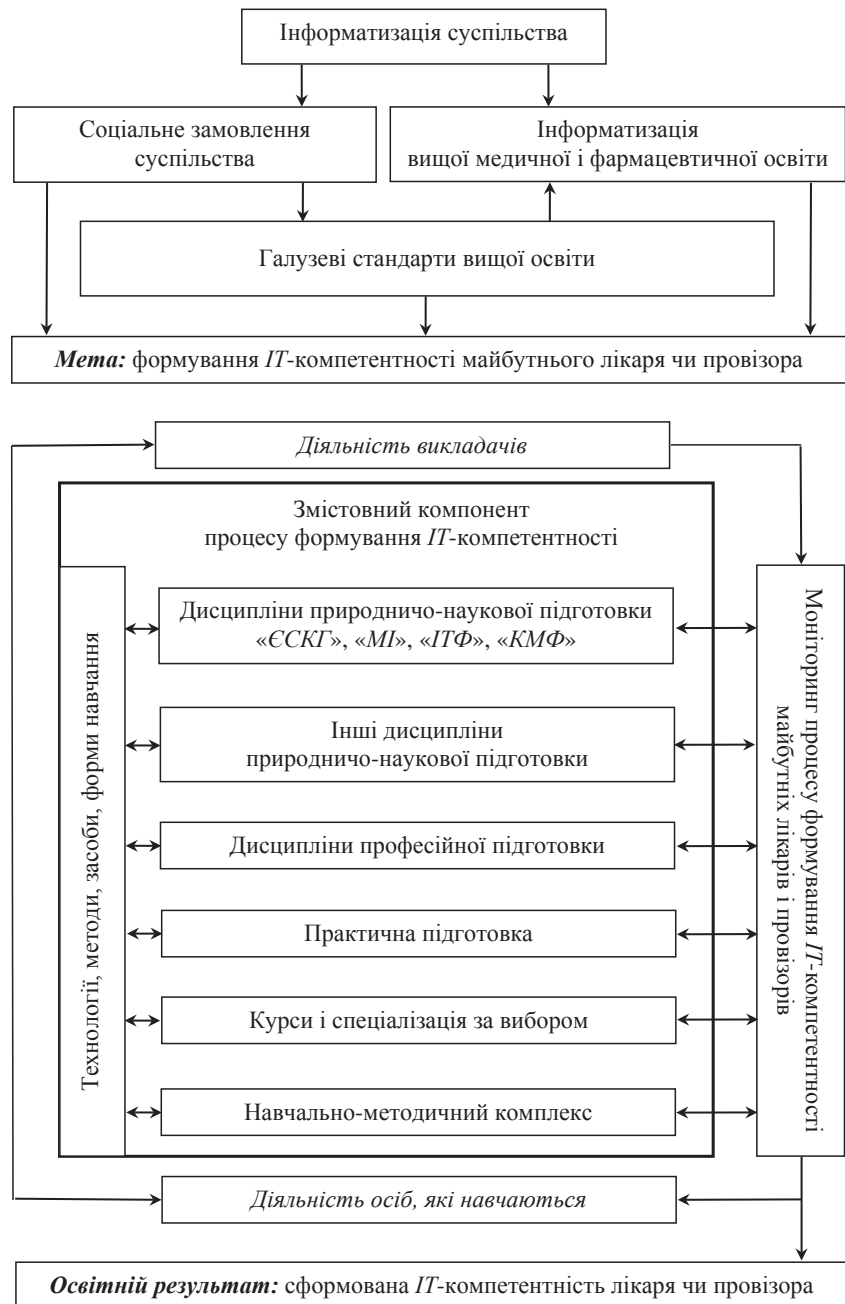 Інформатизація суспільства
Соціальне замовлення
суспільства
Інформатизація
вищої медичної і фармацевтичної освіти
Галузеві стандарти вищої освіти
Мета: формування ІТ-компетентності майбутнього лікаря чи провізора
Діяльність викладачів
Змістовний компонент
процесу формування ІТ-компетентності
Технології, методи, засоби, форми навчання
Дисципліни природничо-наукової підготовки
«ЄСКГ», «МІ», «ІТФ», «КМФ»
Інші дисципліни
природничо-наукової підготовки
Дисципліни професійної підготовки
Практична підготовка
Курси і спеціалізація за вибором
Навчально-методичний комплекс
Моніторинг процесу формування ІТ-компетентності
майбутніх лікарів і провізорів
Діяльність осіб, які навчаються
Освітній результат: сформована ІТ-компетентність лікаря чи провізора